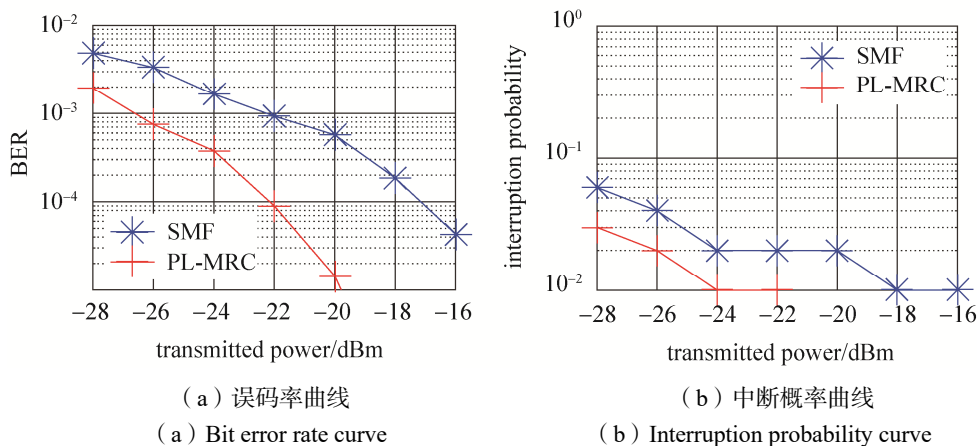 10⁻²
10⁻³
10⁻⁴
BER
SMF
PL-MRC
−28 −26 −24 −22 −20 −18 −16
transmitted power/dBm
(a)误码率曲线
(a) Bit error rate curve
10⁰
10⁻¹
10⁻²
interruption probability
SMF
PL-MRC
−28 −26 −24 −22 −20 −18 −16
transmitted power/dBm
(b)中断概率曲线
(b) Interruption probability curve